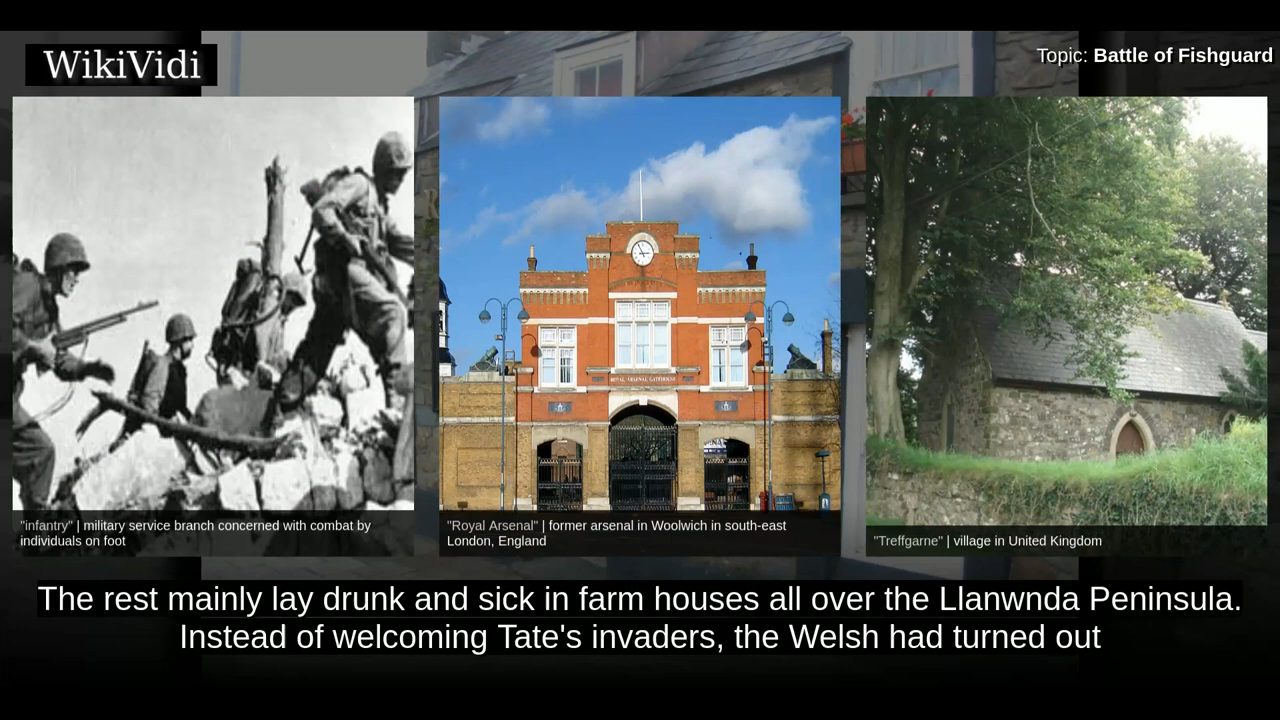 WikiVidi
Topic: Battle of Fishguard
ROYAL ARSENAL GATEHOUSE
"infantry" | military service branch concerned with combat by
individuals on foot
"Royal Arsenal" | former arsenal in Woolwich in south-east
London, England
"Treffgarne" | village in United Kingdom
The rest mainly lay drunk and sick in farm houses all over the Llanwnda Peninsula.
Instead of welcoming Tate's invaders, the Welsh had turned out